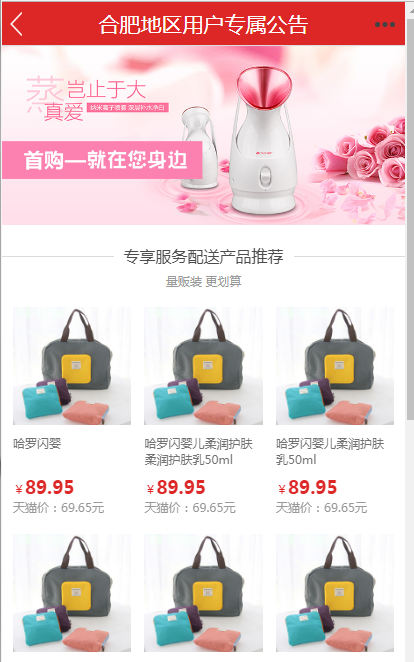 合肥地区用户专属公告
蒸 岂止于大
真爱 纳米离子喷雾 深层补水净白
首购—就在您身边
专享服务配送产品推荐
量贩装 更划算
哈罗闪婴
¥89.95
天猫价：69.65元
哈罗闪婴儿柔润护肤
柔润护肤乳50ml
¥89.95
天猫价：69.65元
哈罗闪婴儿柔润护肤
乳50ml
¥89.95
天猫价：69.65元